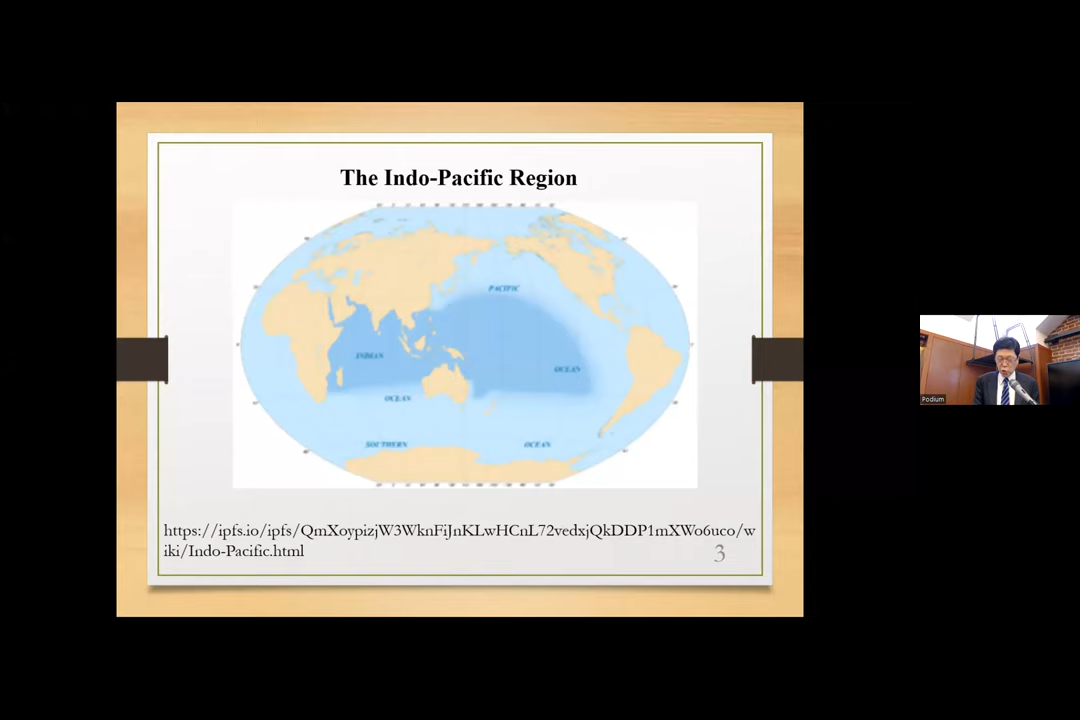 The Indo-Pacific Region
PACIFIC
INDIAN
OCEAN
OCEAN
SOUTHERN
OCEAN
https://ipfs.io/ipfs/QmXoypizjW3WknFiJnKLwHCnL72vedxjQkDDP1mXWo6uco/w
iki/Indo-Pacific.html
3
Podium